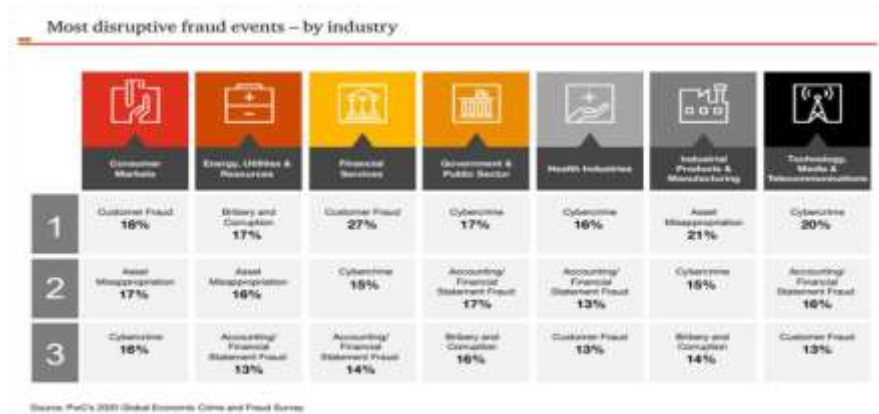 Most disruptive fraud events – by industry
Consumer
Markets
Energy, Utilities &
Resources
Financial
Services
Government &
Public Sector
Health Industries
Industrial
Products &
Manufacturing
Technology,
Media &
Telecommunications
1
Customer Fraud
Bribery and
Corruption
17%
Customer Fraud
27%
Cybercrime
17%
Cybercrime
16%
Asset
Misappropriation
21%
Cybercrime
20%
2
Asset
Misappropriation
17%
Asset
Misappropriation
16%
Cybercrime
15%
Accounting/
Financial
Statement Fraud
17%
Accounting/
Financial
Statement Fraud
13%
Cybercrime
15%
Accounting/
Financial
Statement Fraud
16%
3
Cybercrime
16%
Accounting/
Financial
Statement Fraud
13%
Accounting/
Financial
Statement Fraud
14%
Bribery and
Corruption
16%
Customer Fraud
13%
Bribery and
Corruption
14%
Customer Fraud
13%
Source: PwC's 2020 Global Economic Crime and Fraud Survey